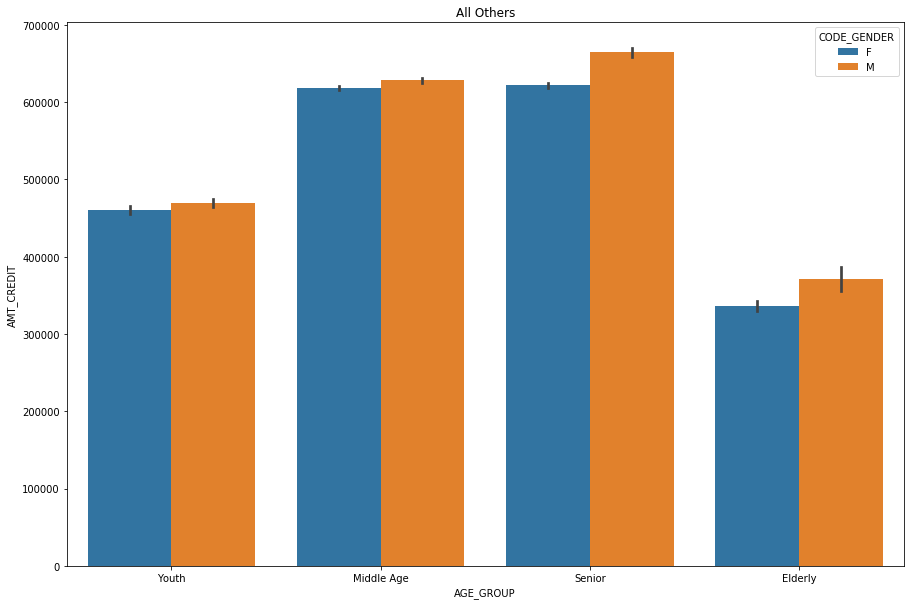 All Others
700000
600000
500000
400000
300000
200000
100000
0
AMT_CREDIT
CODE_GENDER
F
M
Youth
Middle Age
Senior
Elderly
AGE_GROUP